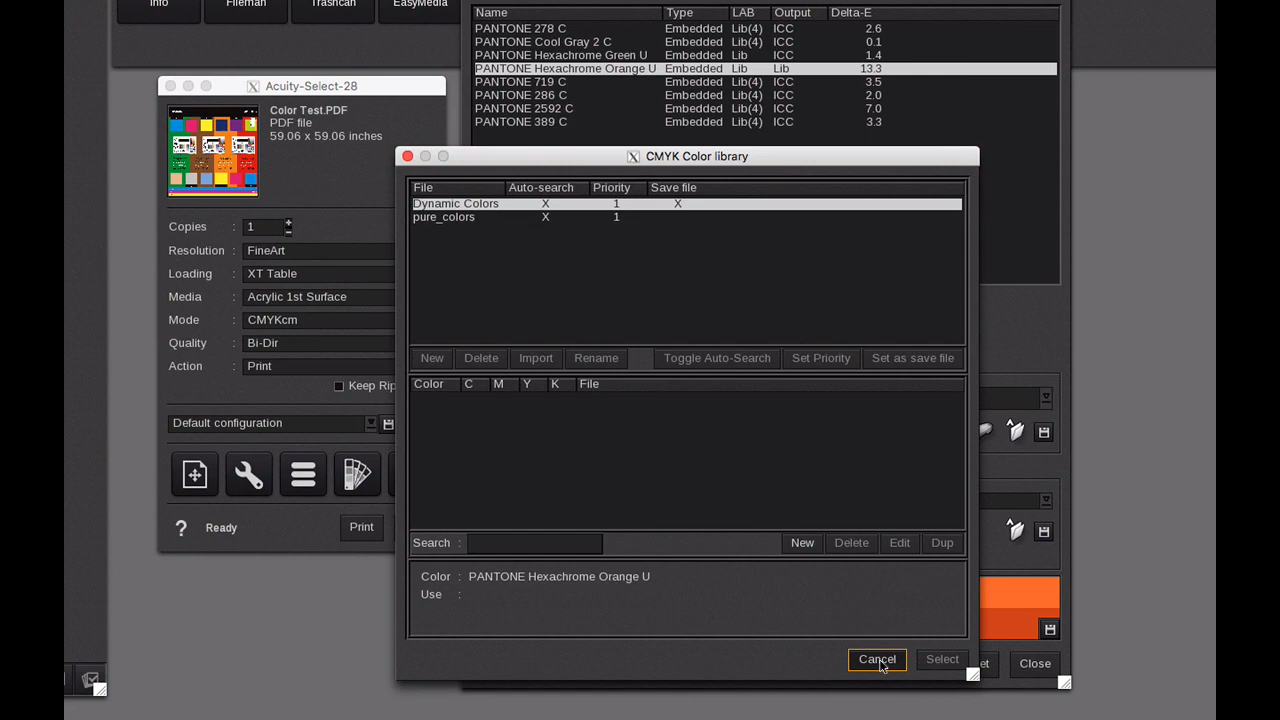 Info Fileman Trashcan EasyMedia
Name Type LAB Output Delta-E
PANTONE 278 C Embedded Lib(4) ICC 2.6
PANTONE Cool Gray 2 C Embedded Lib(4) ICC 0.1
PANTONE Hexachrome Green U Embedded Lib ICC 1.4
PANTONE Hexachrome Orange U Embedded Lib Lib 13.3
PANTONE 719 C Embedded Lib(4) ICC 3.5
PANTONE 286 C Embedded Lib(4) ICC 2.0
PANTONE 2592 C Embedded Lib(4) ICC 7.0
PANTONE 389 C Embedded Lib(4) ICC 3.3
Acuity-Select-28
Color Test.PDF
PDF file
59.06 x 59.06 inches
Copies : 1
Resolution : FineArt
Loading : XT Table
Media : Acrylic 1st Surface
Mode : CMYKcm
Quality : Bi-Dir
Action : Print
Keep Rip
Default configuration
? Ready Print
CMYK Color library
File Auto-search Priority Save file
Dynamic Colors X 1 X
pure_colors X 1
New Delete Import Rename Toggle Auto-Search Set Priority Set as save file
Color C M Y K File
Search : New Delete Edit Dup
Color : PANTONE Hexachrome Orange U
Use :
Cancel Select
et Close